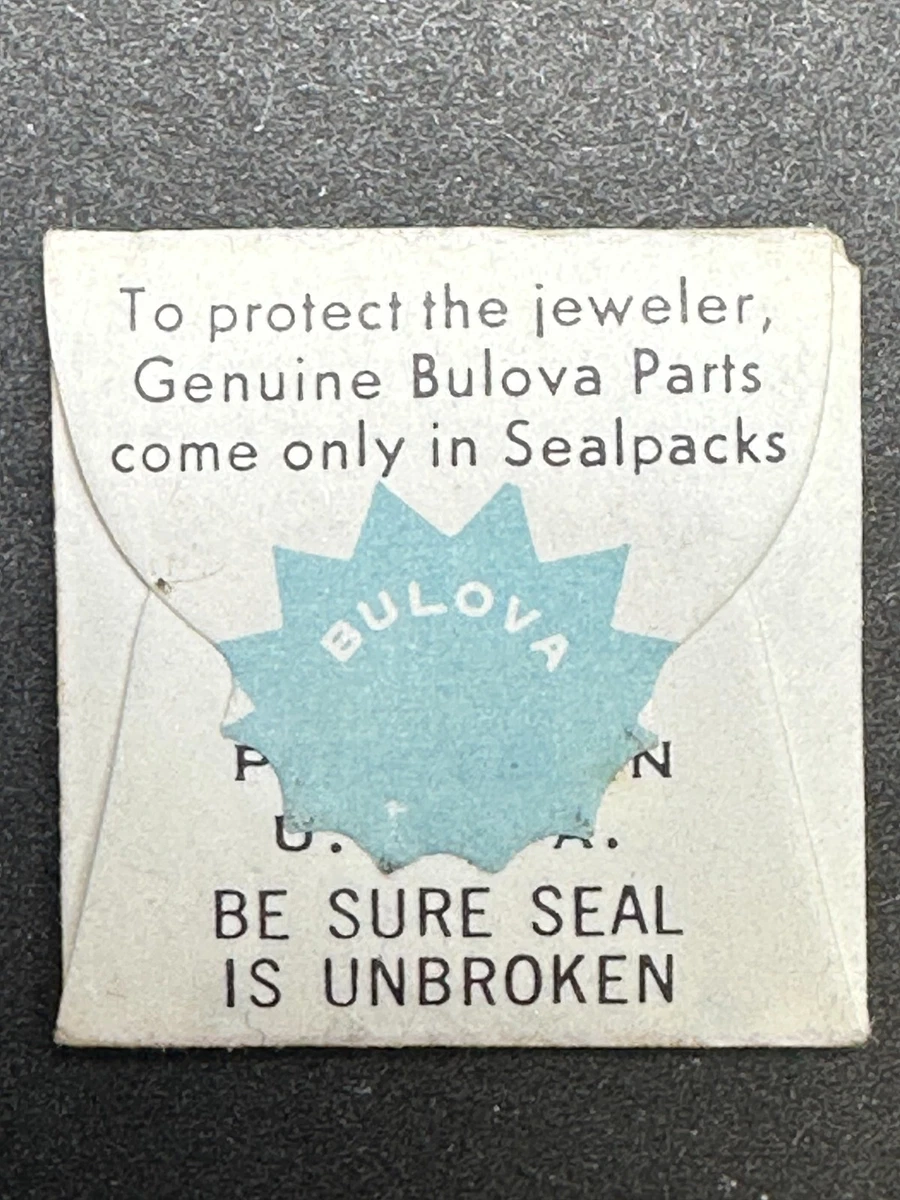 To protect the jeweler,
Genuine Bulova Parts
come only in Sealpacks
BULOVA
BE SURE SEAL
IS UNBROKEN